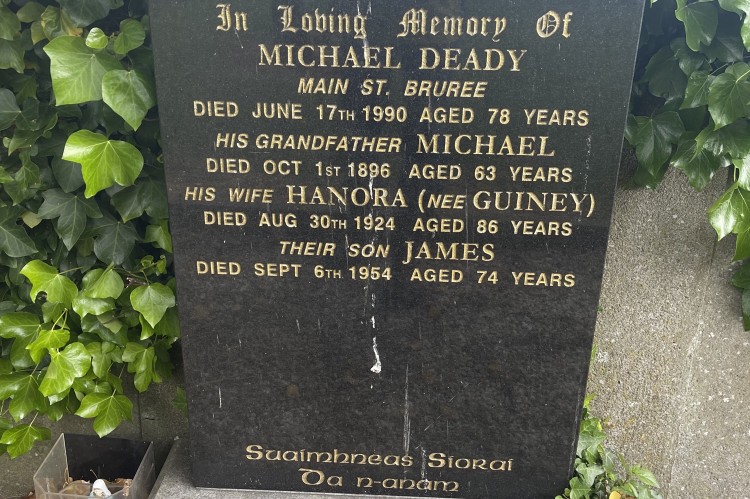 In Loving Memory Of
MICHAEL DEADY
MAIN ST. BRUREE
DIED JUNE 17TH 1990 AGED 78 YEARS
HIS GRANDFATHER MICHAEL
DIED OCT 1ST 1896 AGED 63 YEARS
HIS WIFE HANORA (NEE GUINEY)
DIED AUG 30TH 1924 AGED 86 YEARS
THEIR SON JAMES
DIED SEPT 6TH 1954 AGED 74 YEARS
Suaimhneas Síoraí
Da n-anam